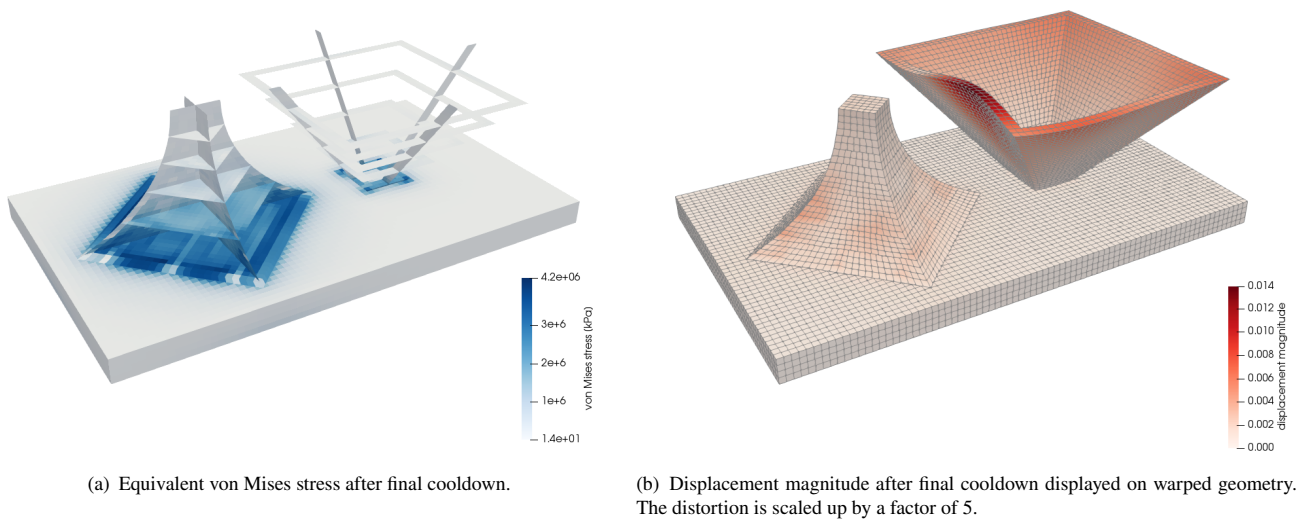 4.2e+06
3e+6
2e+6
1e+6
1.4e+01
von Mises stress (kPa)
0.014
0.012
0.010
0.008
0.006
0.004
0.002
0.000
displacement magnitude
(a) Equivalent von Mises stress after final cooldown.
(b) Displacement magnitude after final cooldown displayed on warped geometry.
The distortion is scaled up by a factor of 5.